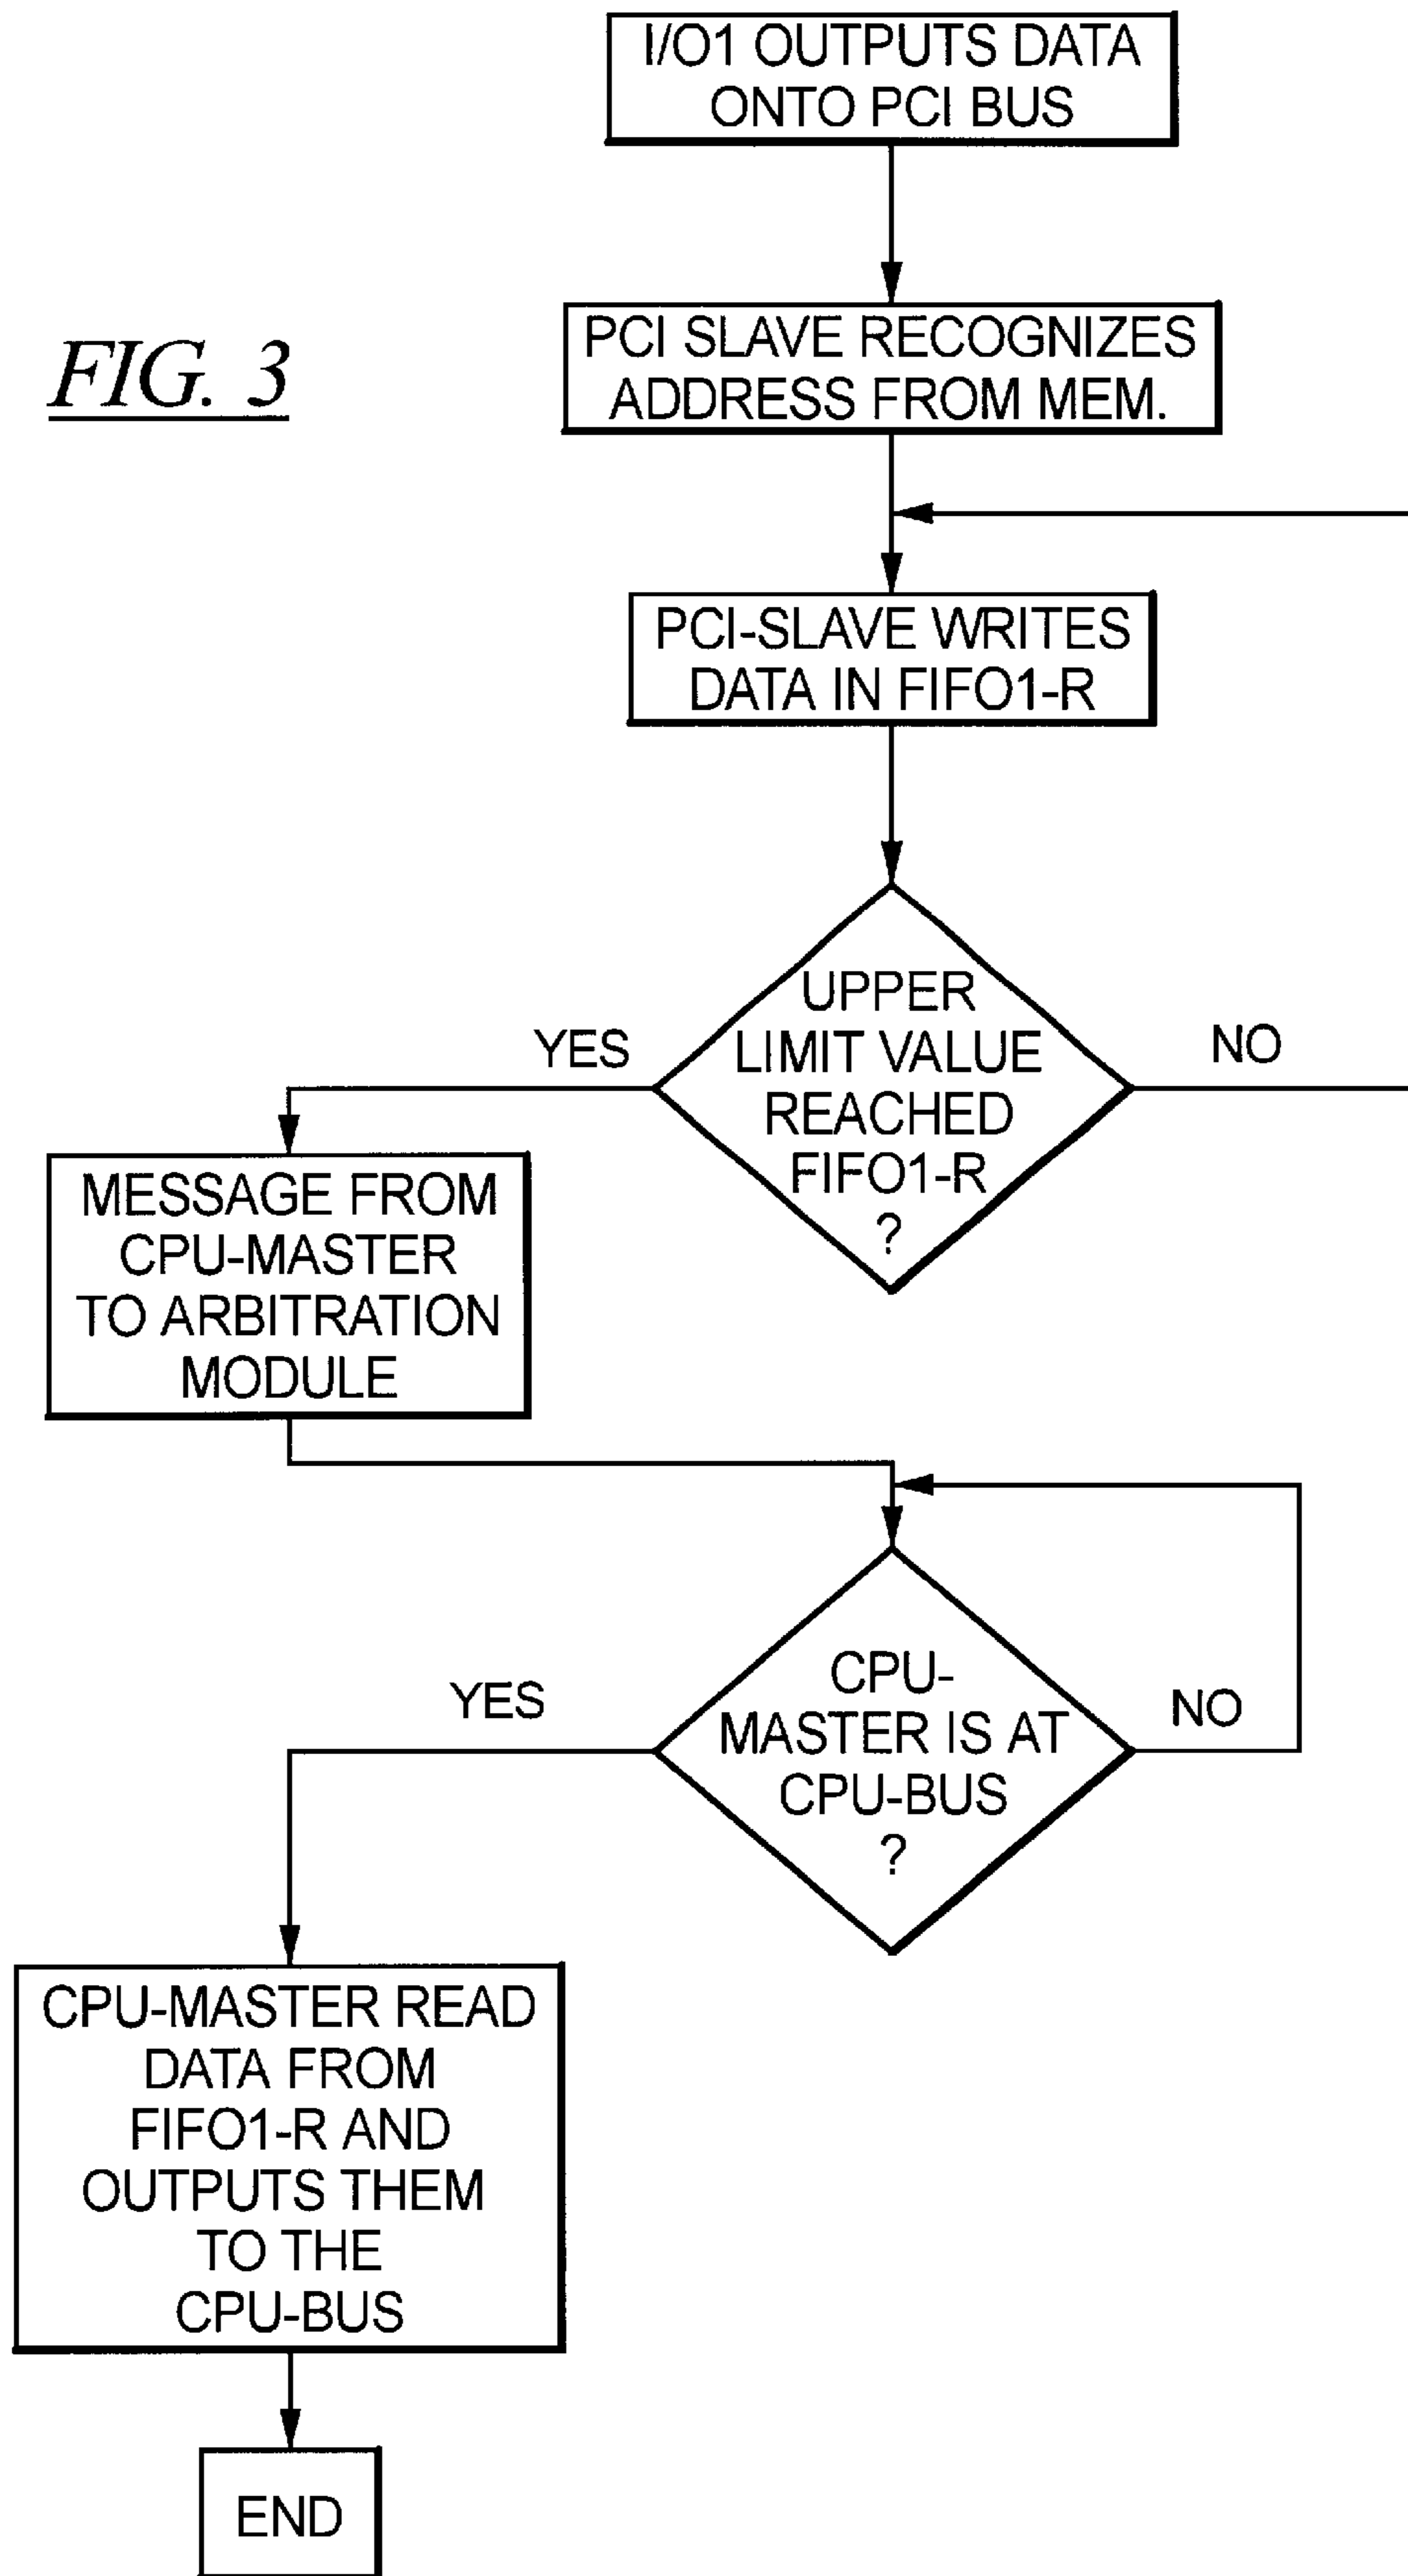 I/O1 OUTPUTS DATA
ONTO PCI BUS
FIG. 3
PCI SLAVE RECOGNIZES
ADDRESS FROM MEM.
PCI-SLAVE WRITES
DATA IN FIFO1-R
UPPER
LIMIT VALUE
REACHED
FIFO1-R
?
YES
NO
MESSAGE FROM
CPU-MASTER
TO ARBITRATION
MODULE
CPU-
MASTER IS AT
CPU-BUS
?
YES
NO
CPU-MASTER READ
DATA FROM
FIFO1-R AND
OUTPUTS THEM
TO THE
CPU-BUS
END